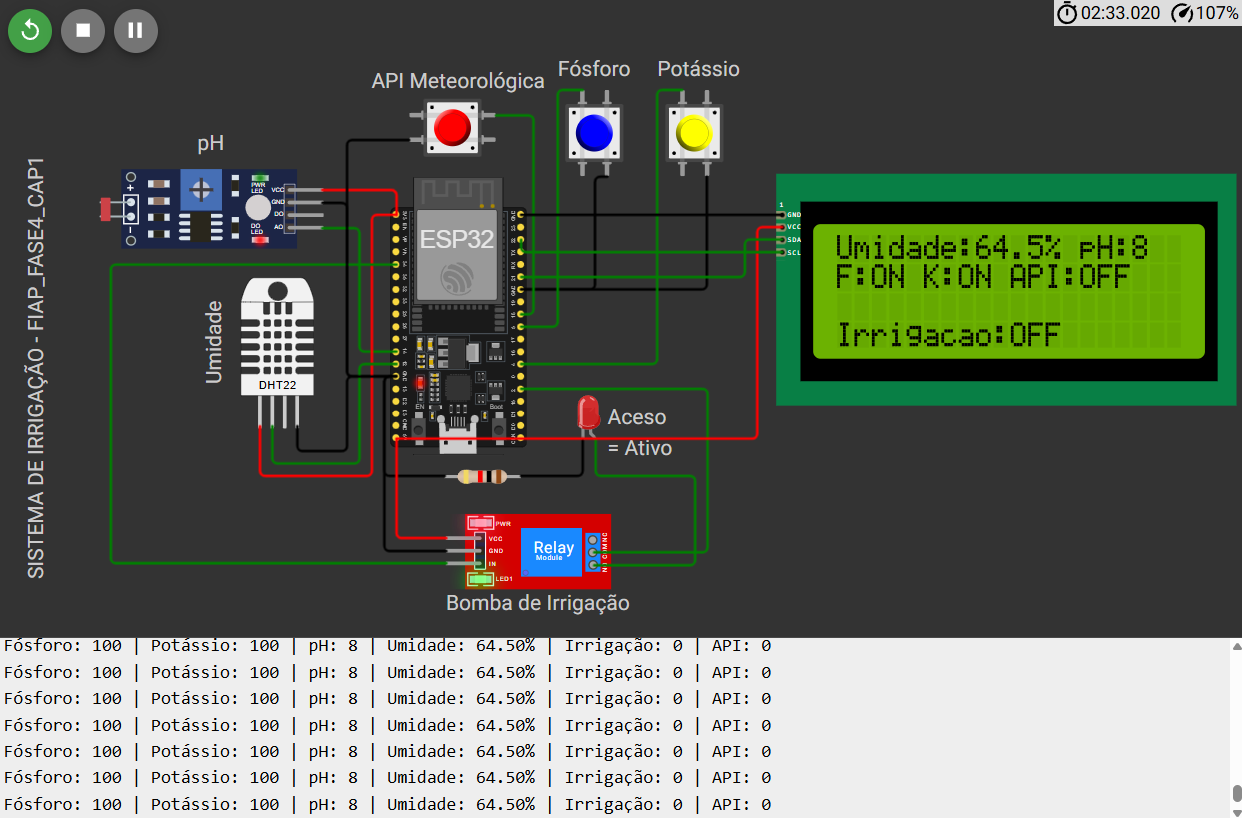 02:33.020 107%
Fósforo Potássio
API Meteorológica
pH
SISTEMA DE IRRIGAÇÃO - FIAP_FASE4_CAP1
+
PWR
LED
DO
LED
VCC
GND
DO
AO
ESP32
EN
Boot
1
GND
VCC
SDA
SCL
Umidade:64.5% pH:8
F:ON K:ON API:OFF
Irrigacao:OFF
Umidade
DHT22
Aceso
= Ativo
PWR
VCC
GND
IN
LED1
Relay
Module
NO COM NC
Bomba de Irrigação
Fósforo: 100 | Potássio: 100 | pH: 8 | Umidade: 64.50% | Irrigação: 0 | API: 0
Fósforo: 100 | Potássio: 100 | pH: 8 | Umidade: 64.50% | Irrigação: 0 | API: 0
Fósforo: 100 | Potássio: 100 | pH: 8 | Umidade: 64.50% | Irrigação: 0 | API: 0
Fósforo: 100 | Potássio: 100 | pH: 8 | Umidade: 64.50% | Irrigação: 0 | API: 0
Fósforo: 100 | Potássio: 100 | pH: 8 | Umidade: 64.50% | Irrigação: 0 | API: 0
Fósforo: 100 | Potássio: 100 | pH: 8 | Umidade: 64.50% | Irrigação: 0 | API: 0
Fósforo: 100 | Potássio: 100 | pH: 8 | Umidade: 64.50% | Irrigação: 0 | API: 0